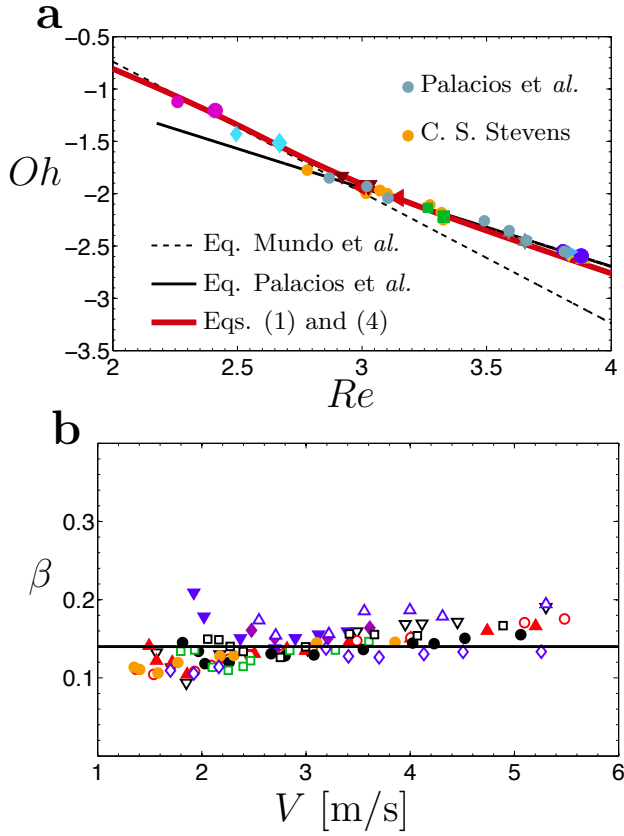 a
−0.5
−1
−1.5
−2
−2.5
−3
−3.5
Oh
Palacios et al.
C. S. Stevens
Eq. Mundo et al.
Eq. Palacios et al.
Eqs. (1) and (4)
2 2.5 3 3.5 4
Re
b
0.3
0.2
0.1
β
1 2 3 4 5 6
V [m/s]